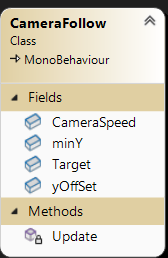 CameraFollow
Class
MonoBehaviour
Fields
CameraSpeed
minY
Target
yOffSet
Methods
Update